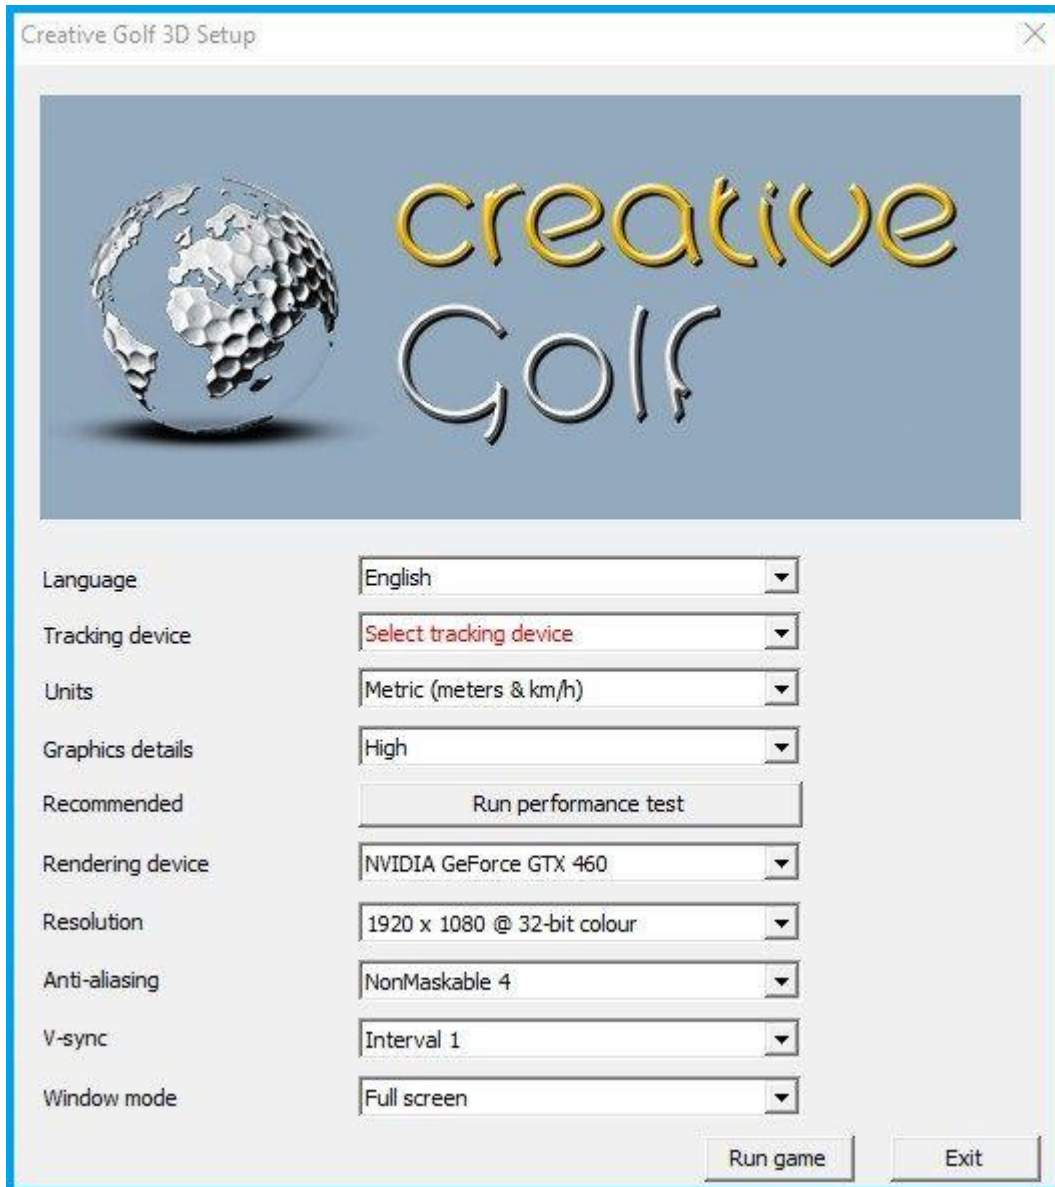 Creative Golf 3D Setup
creative
Golf
Language English
Tracking device Select tracking device
Units Metric (meters & km/h)
Graphics details High
Recommended Run performance test
Rendering device NVIDIA GeForce GTX 460
Resolution 1920 x 1080 @ 32-bit colour
Anti-aliasing NonMaskable 4
V-sync Interval 1
Window mode Full screen
Run game Exit